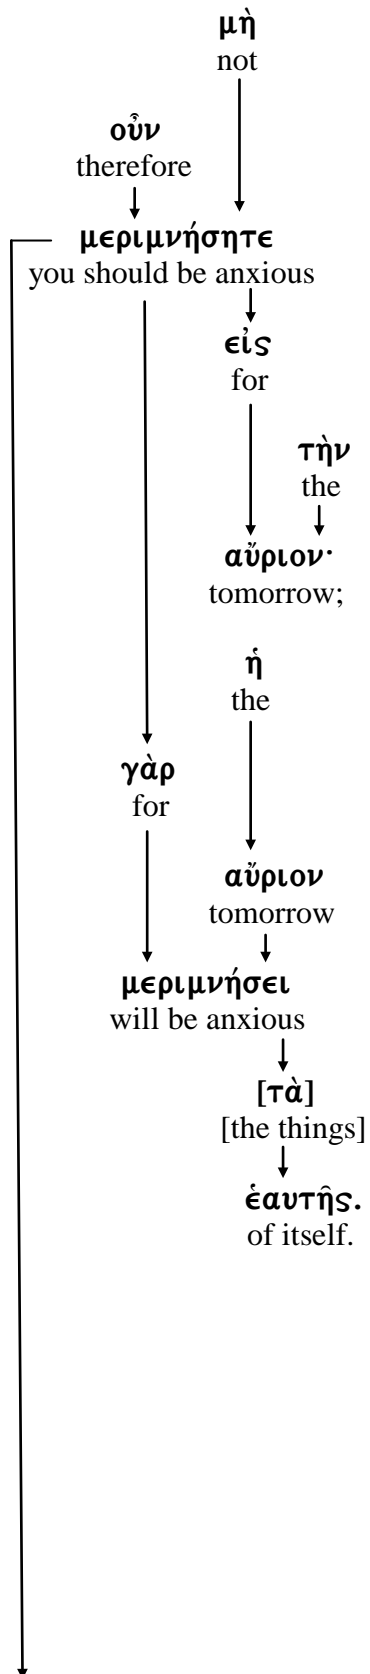 μὴ
not
οὖν
therefore
μεριμνήσητε
you should be anxious
εἰς
for
τὴν
the
αὔριον·
tomorrow;
ἡ
the
γὰρ
for
αὔριον
tomorrow
μεριμνήσει
will be anxious
[τὰ]
[the things]
ἑαυτῆς.
of itself.